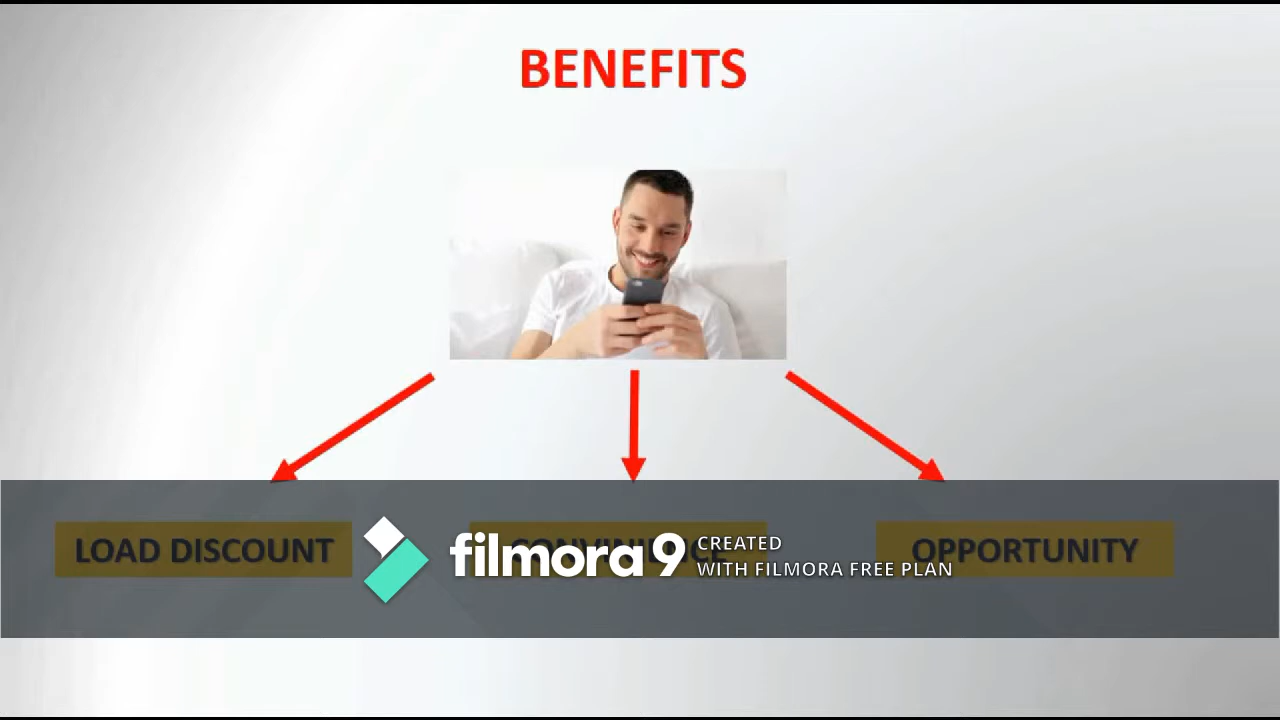 BENEFITS
LOAD DISCOUNT
OPPORTUNITY
filmora9
CREATED
WITH FILMORA FREE PLAN